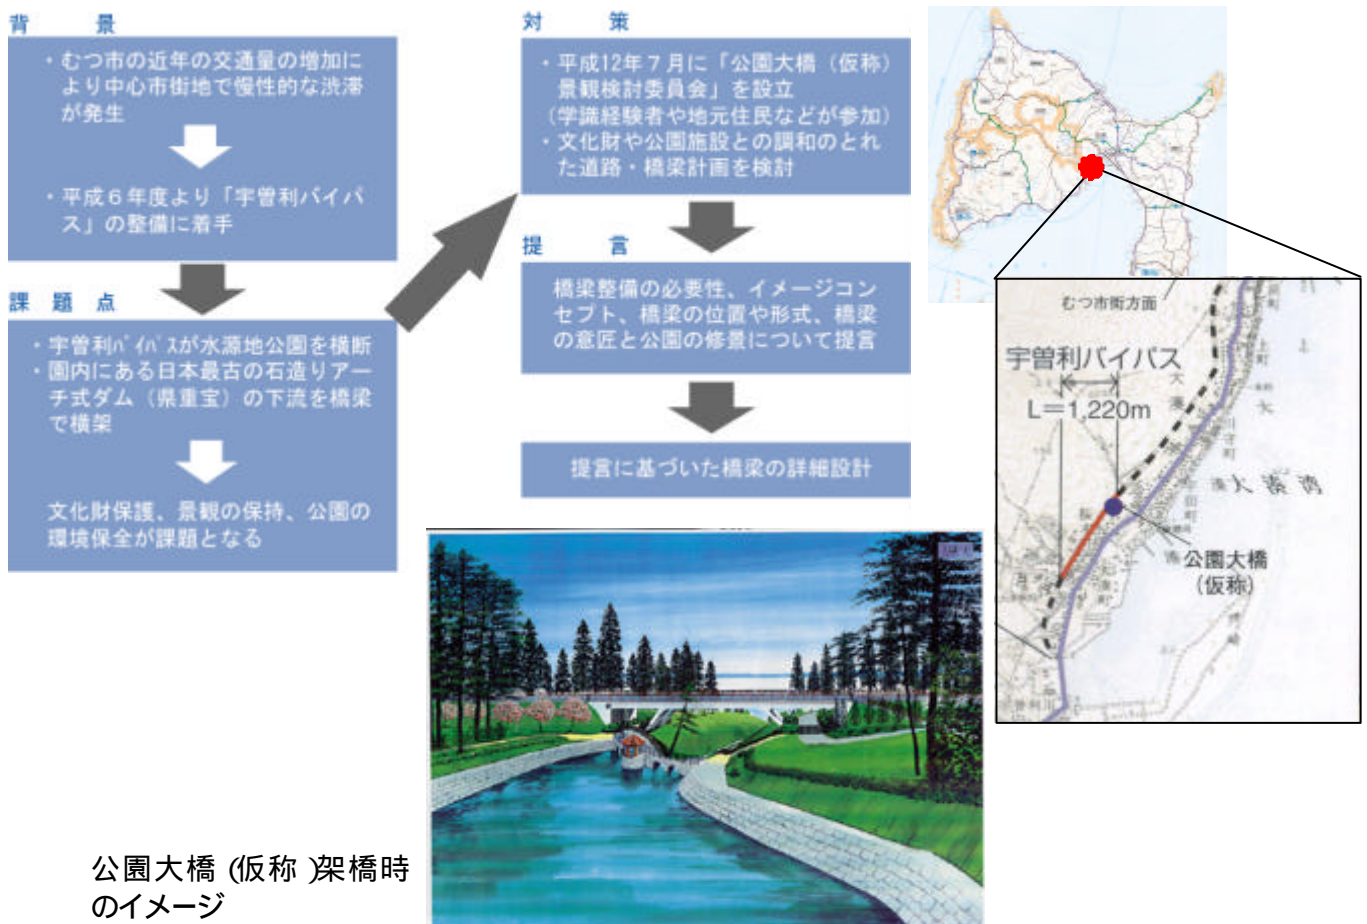 背景
・むつ市の近年の交通量の増加に
より中心市街地で慢性的な渋滞
が発生
・平成６年度より「宇曽利バイパ
ス」の整備に着手
課題点
・宇曽利ﾊﾞｲﾊﾟｽが水源地公園を横断
・園内にある日本最古の石造りアー
チ式ダム（県重宝）の下流を橋梁
で横架
文化財保護、景観の保持、公園の
環境保全が課題となる
対策
・平成12年７月に「公園大橋（仮称）
景観検討委員会」を設立
（学識経験者や地元住民などが参加）
・文化財や公園施設との調和のとれ
た道路・橋梁計画を検討
提言
橋梁整備の必要性、イメージコン
セプト、橋梁の位置や形式、橋梁
の意匠と公園の修景について提言
提言に基づいた橋梁の詳細設計
むつ市街方面
宇曽利バイパス
L＝1,220m
大湊湾
公園大橋
（仮称）
公園大橋（仮称）架橋時
のイメージ